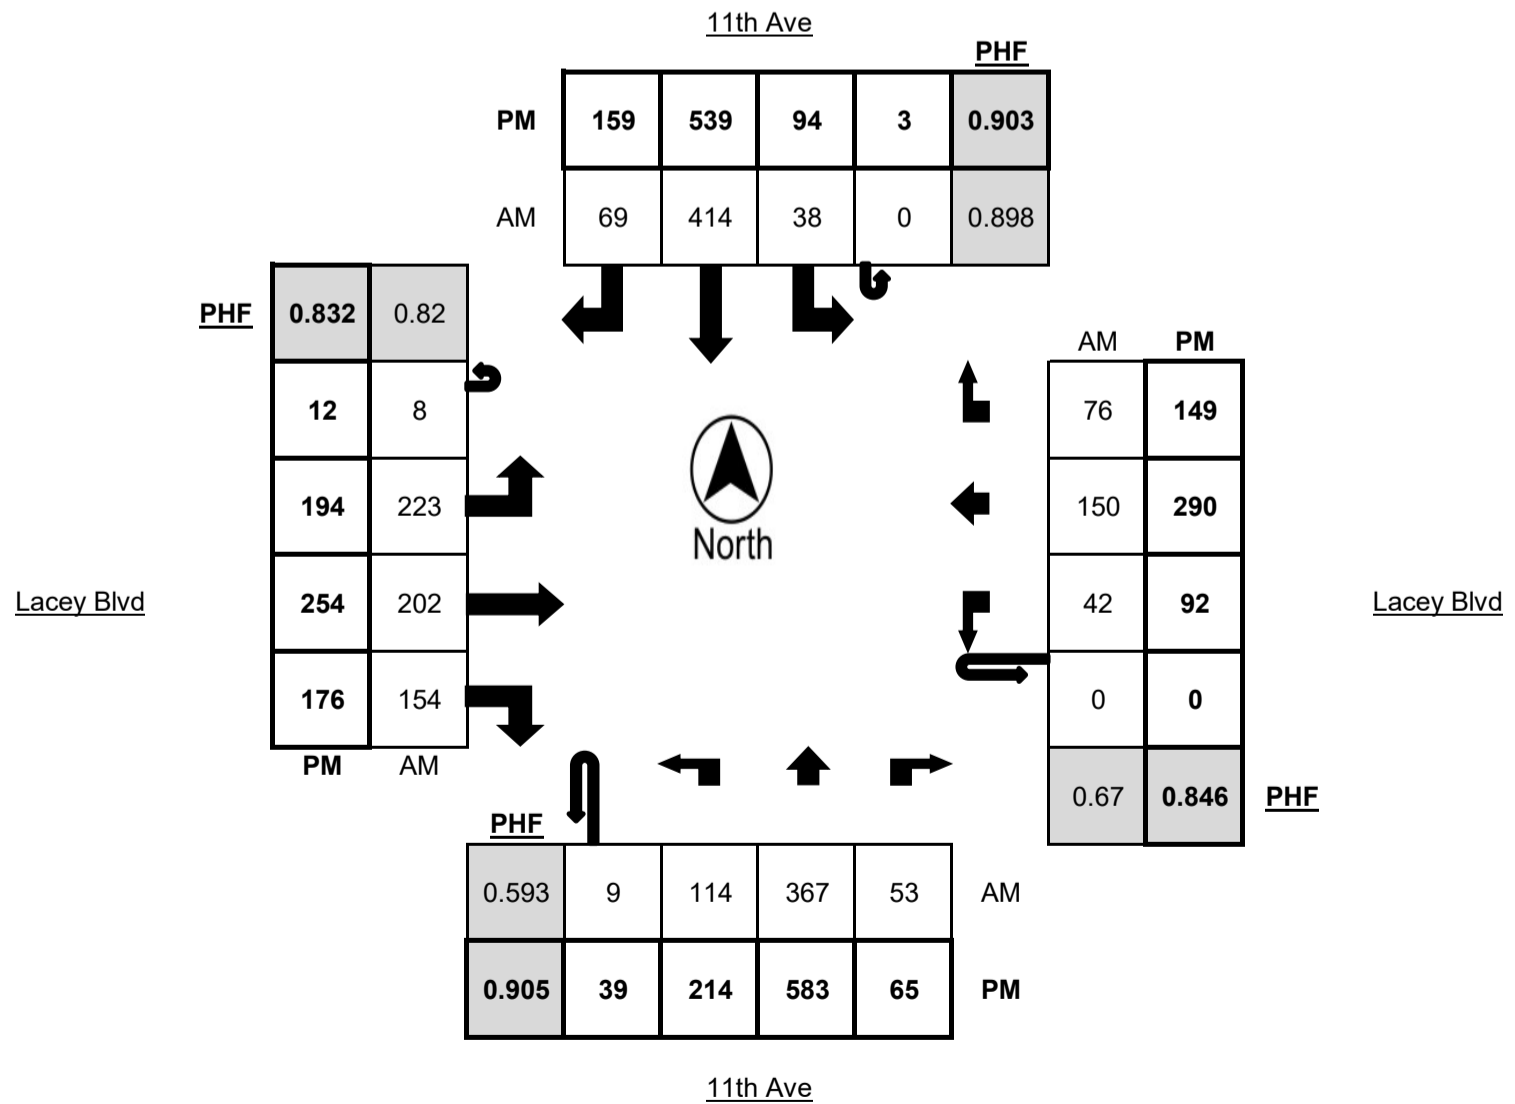 11th Ave
PHF
PM 159 539 94 3 0.903
AM 69 414 38 0 0.898
PHF 0.832 0.82
AM PM
12 8
76 149
North
194 223
150 290
Lacey Blvd
254 202
42 92
Lacey Blvd
176 154
0 0
PM AM
0.67 0.846 PHF
PHF
0.593 9 114 367 53 AM
0.905 39 214 583 65 PM
11th Ave